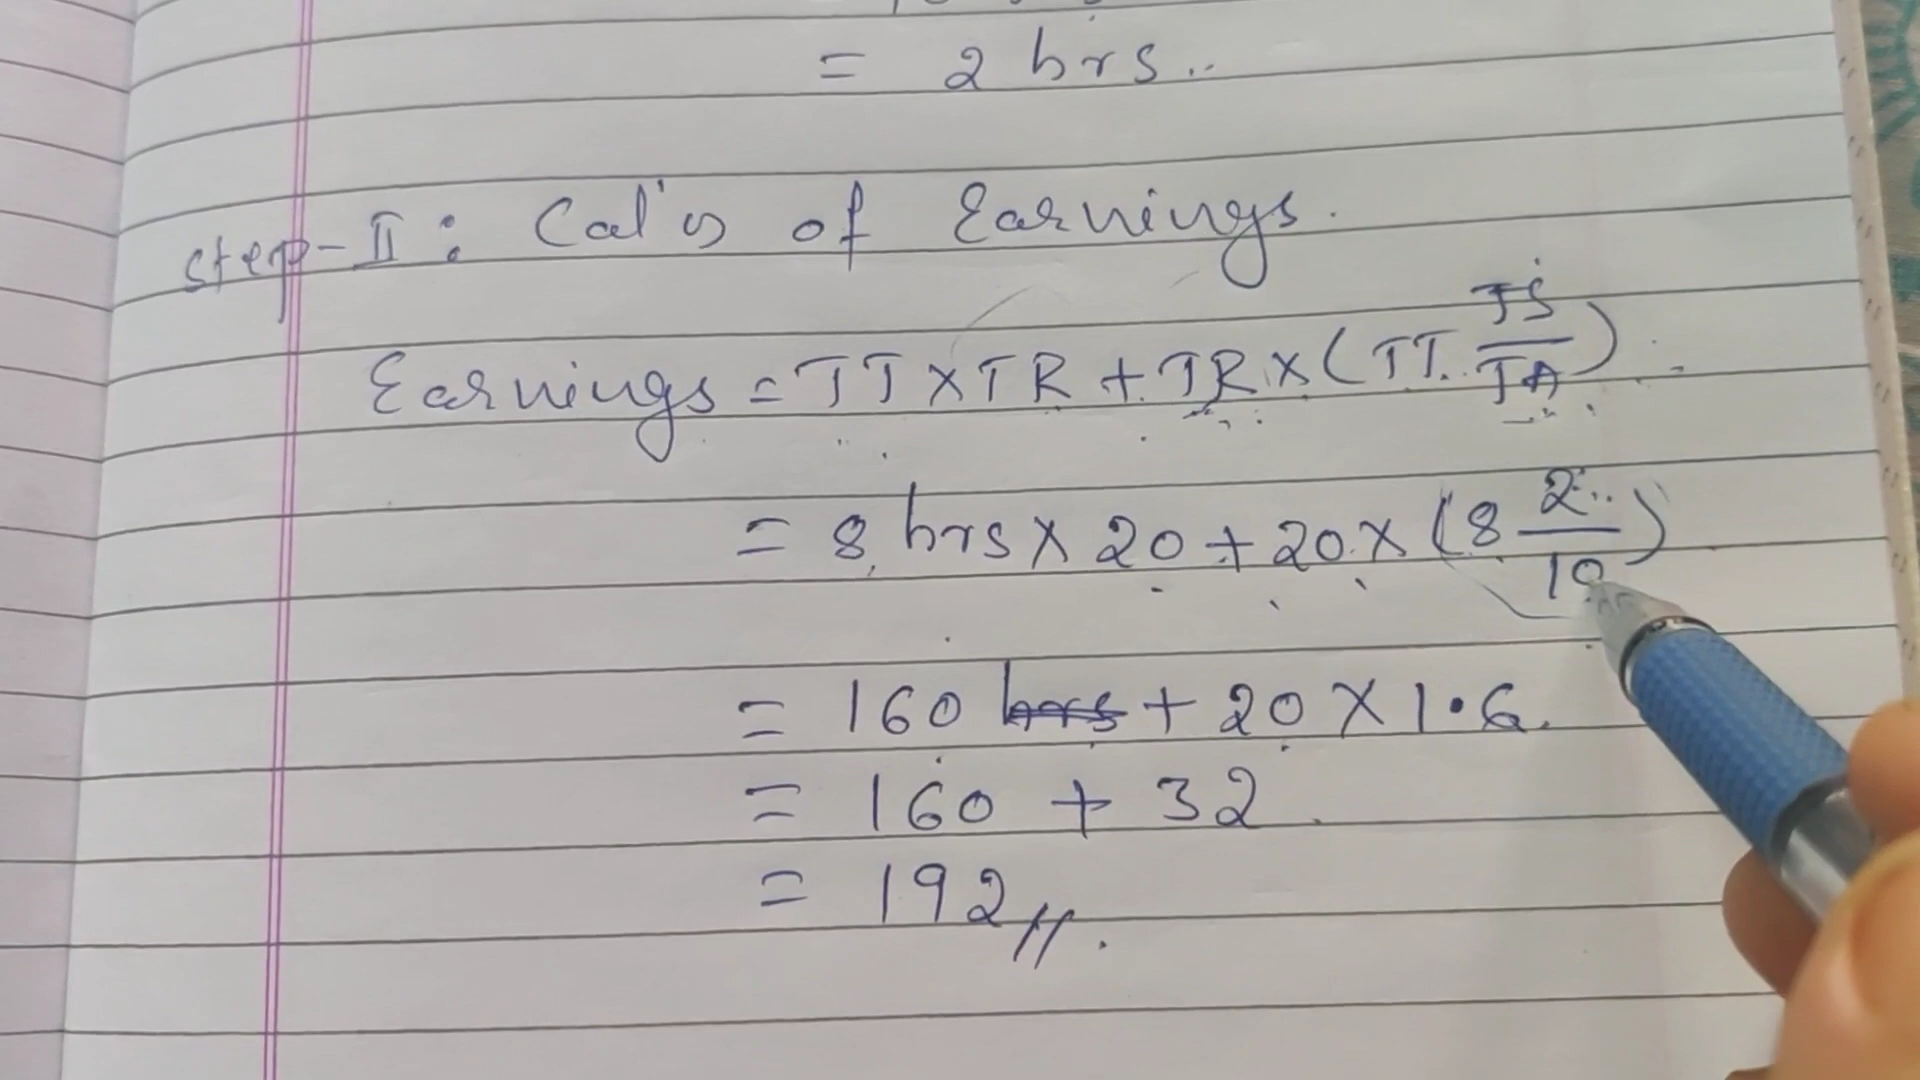 = 2 hrs..
Step-II : Cal'n of Earnings.
Earnings = TT x TR + TR x (TT. TS/TA)
= 8 hrs x 20 + 20 x (8 2/10)
= 160 hrs + 20 x 1.6
= 160 + 32
= 192 //.